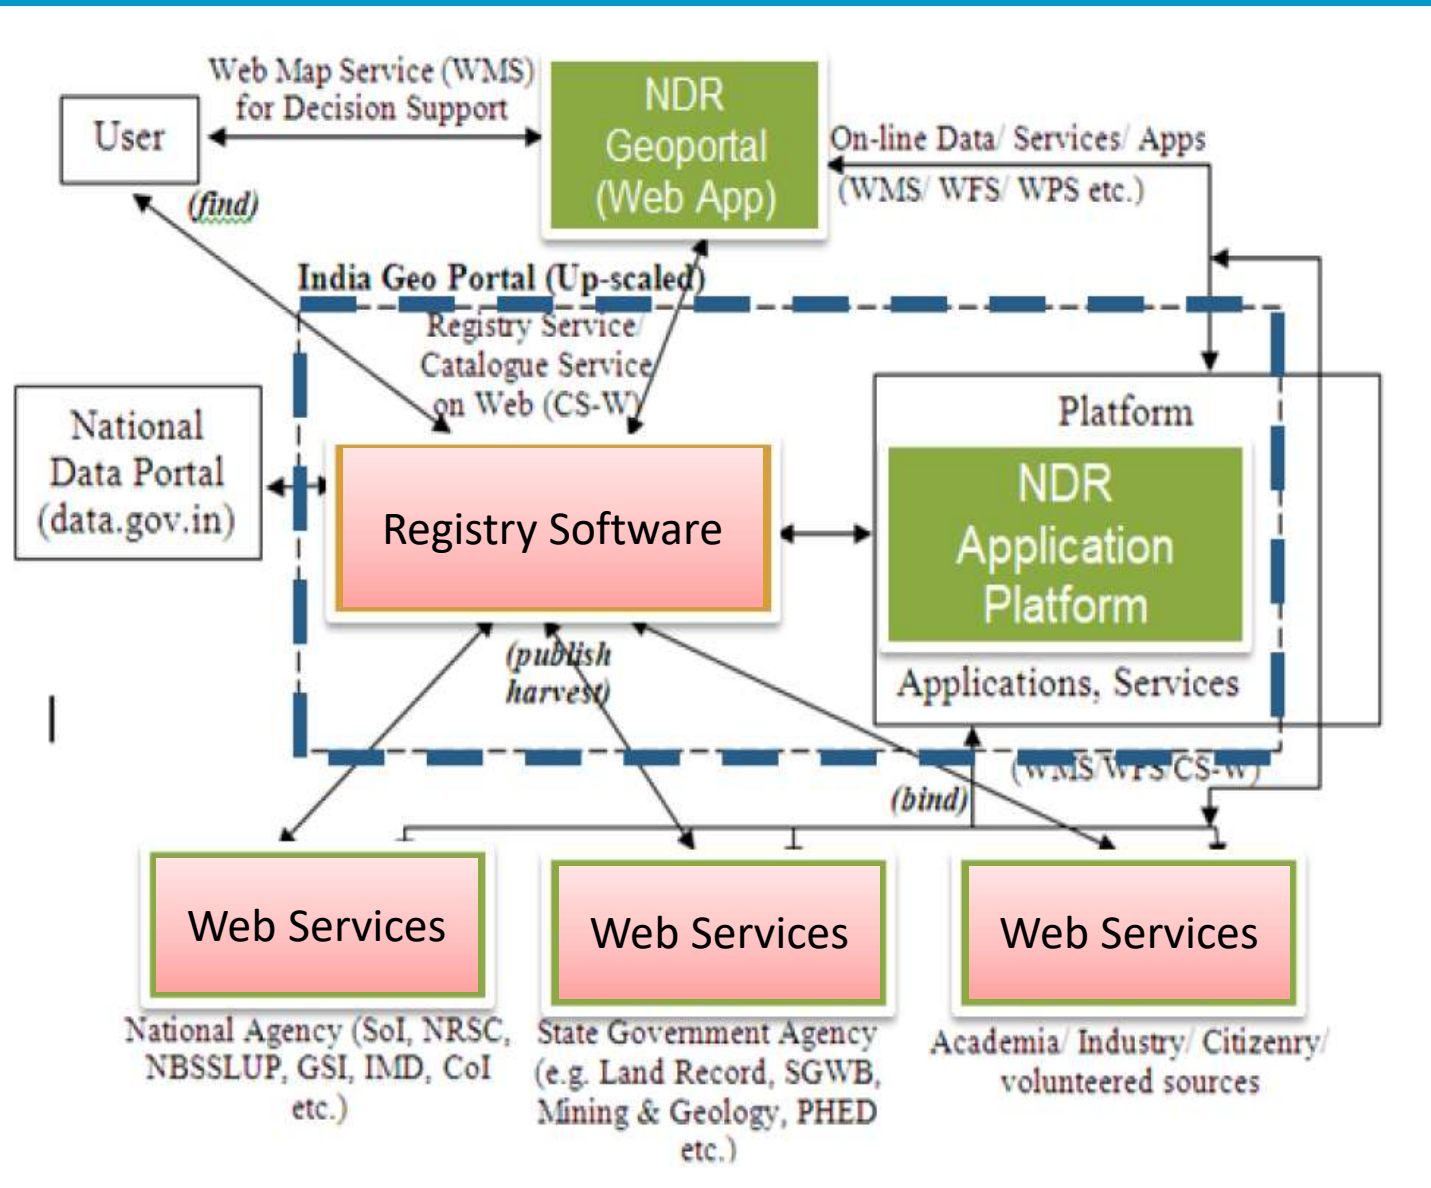 Web Map Service (WMS)
for Decision Support
User
NDR
Geoportal
(Web App)
On-line Data/ Services/ Apps
(WMS/ WFS/ WPS etc.)
(find)
India Geo Portal (Up-scaled)
Registry Service/
Catalogue Service
on Web (CS-W)
National
Data Portal
(data.gov.in)
Registry Software
Platform
NDR
Application
Platform
Applications, Services
(publish
harvest)
(WMS/WPS/CS-W)
(bind)
Web Services
Web Services
Web Services
National Agency (SoI, NRSC,
NBSSLUP, GSI, IMD, CoI
etc.)
State Government Agency
(e.g. Land Record, SGWB,
Mining & Geology, PHED
etc.)
Academia/ Industry/ Citizenry/
volunteered sources